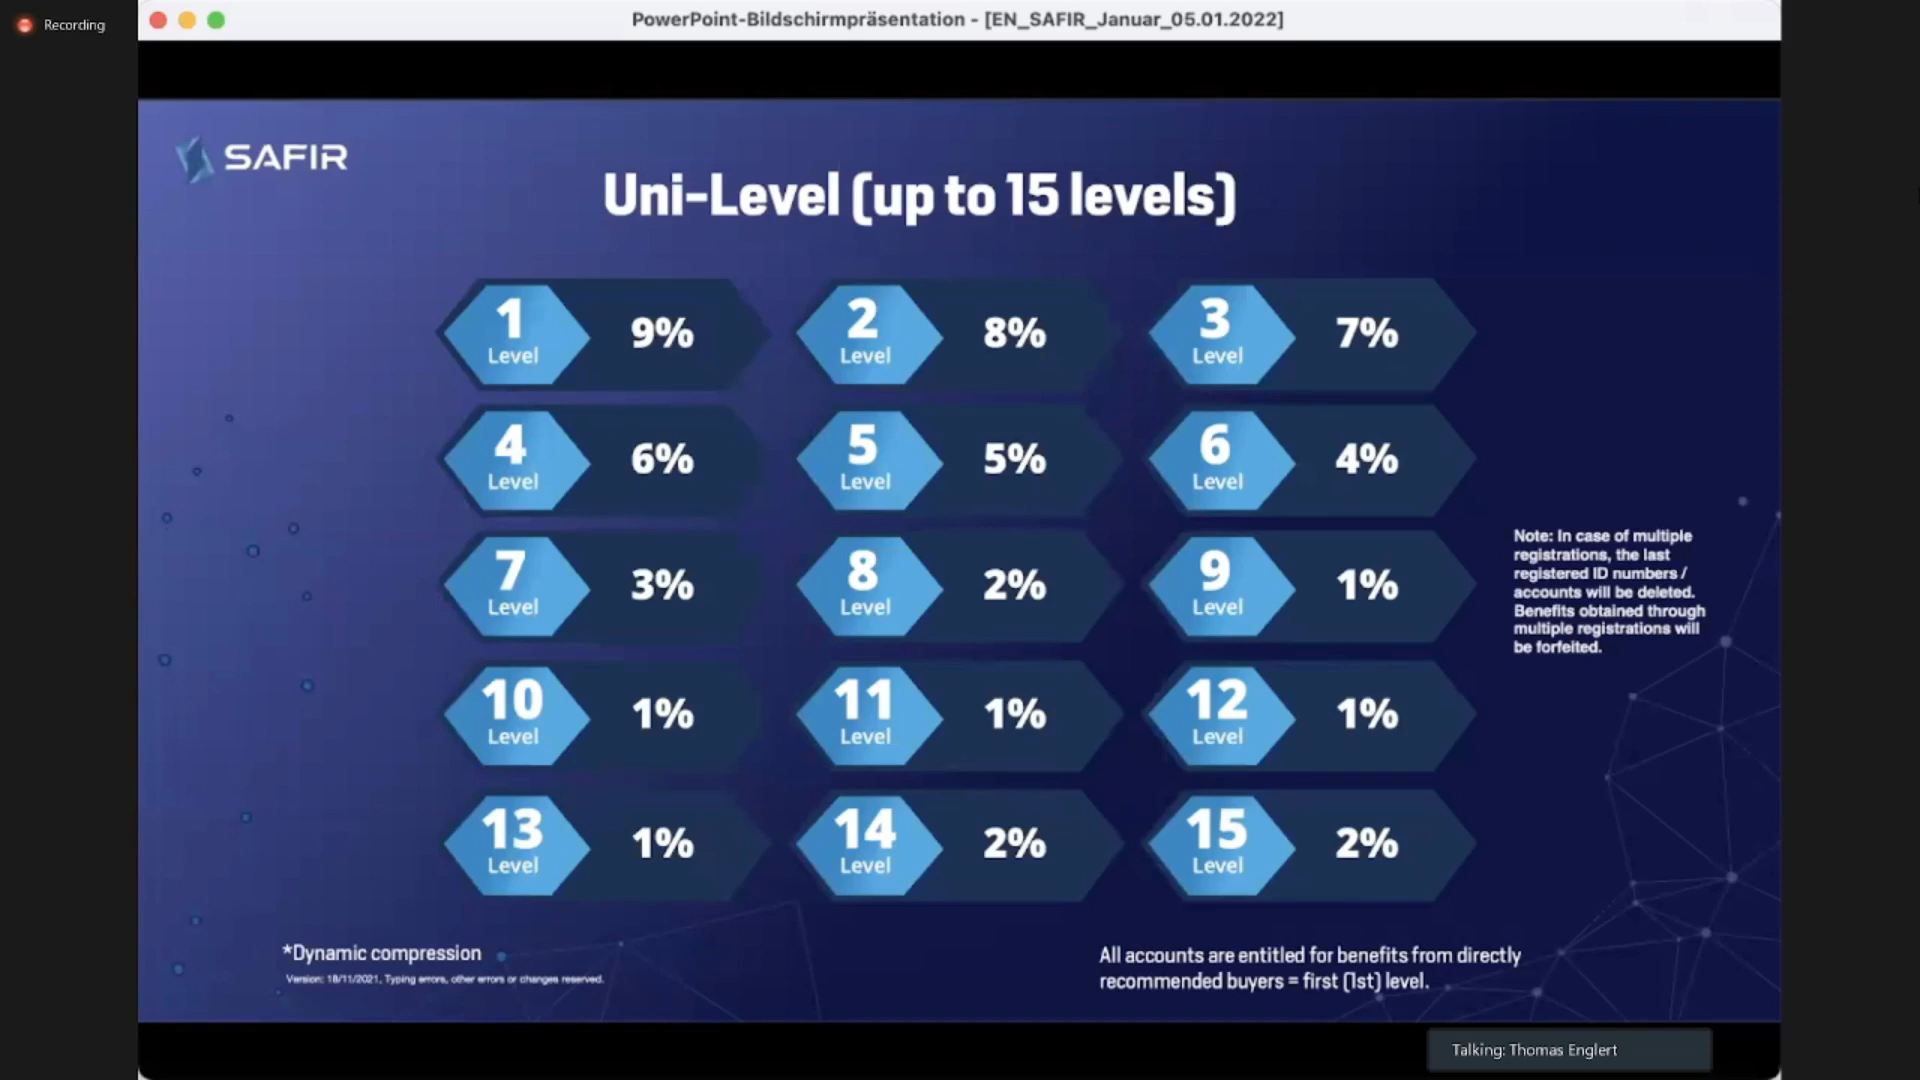 Recording
PowerPoint-Bildschirmpräsentation - [EN_SAFIR_Januar_05.01.2022]
SAFIR
Uni-Level (up to 15 levels)
1 Level 9% 2 Level 8% 3 Level 7%
4 Level 6% 5 Level 5% 6 Level 4%
7 Level 3% 8 Level 2% 9 Level 1%
10 Level 1% 11 Level 1% 12 Level 1%
13 Level 1% 14 Level 2% 15 Level 2%
Note: In case of multiple
registrations, the last
registered ID numbers /
accounts will be deleted.
Benefits obtained through
multiple registrations will
be forfeited.
*Dynamic compression
Version: 18/11/2021, Typing errors, other errors or changes reserved.
All accounts are entitled for benefits from directly
recommended buyers = first (1st) level.
Talking: Thomas Englert